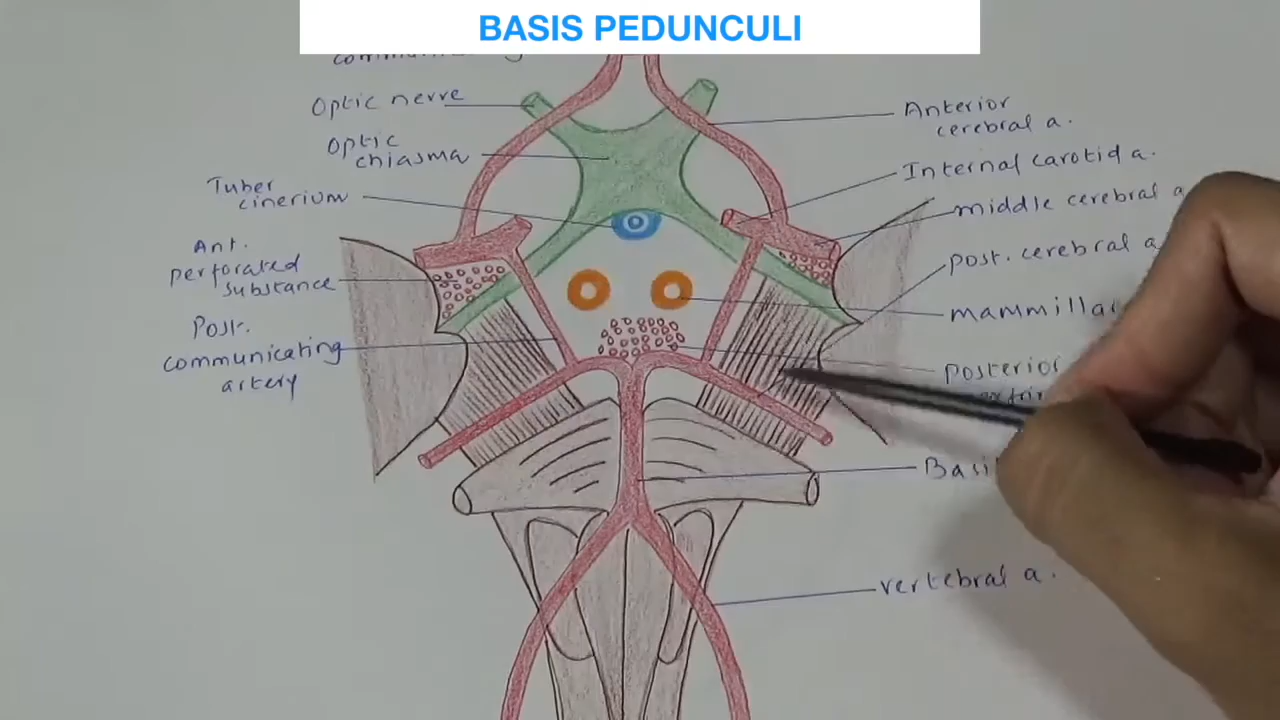 BASIS PEDUNCULI
Optic nerve
Optic
chiasma
Tuber
cinerium
Ant.
perforated
substance
Post.
communicating
artery
Anterior
cerebral a.
Internal carotid a.
middle cerebral a
post. cerebral a
Posterior
vertebral a.